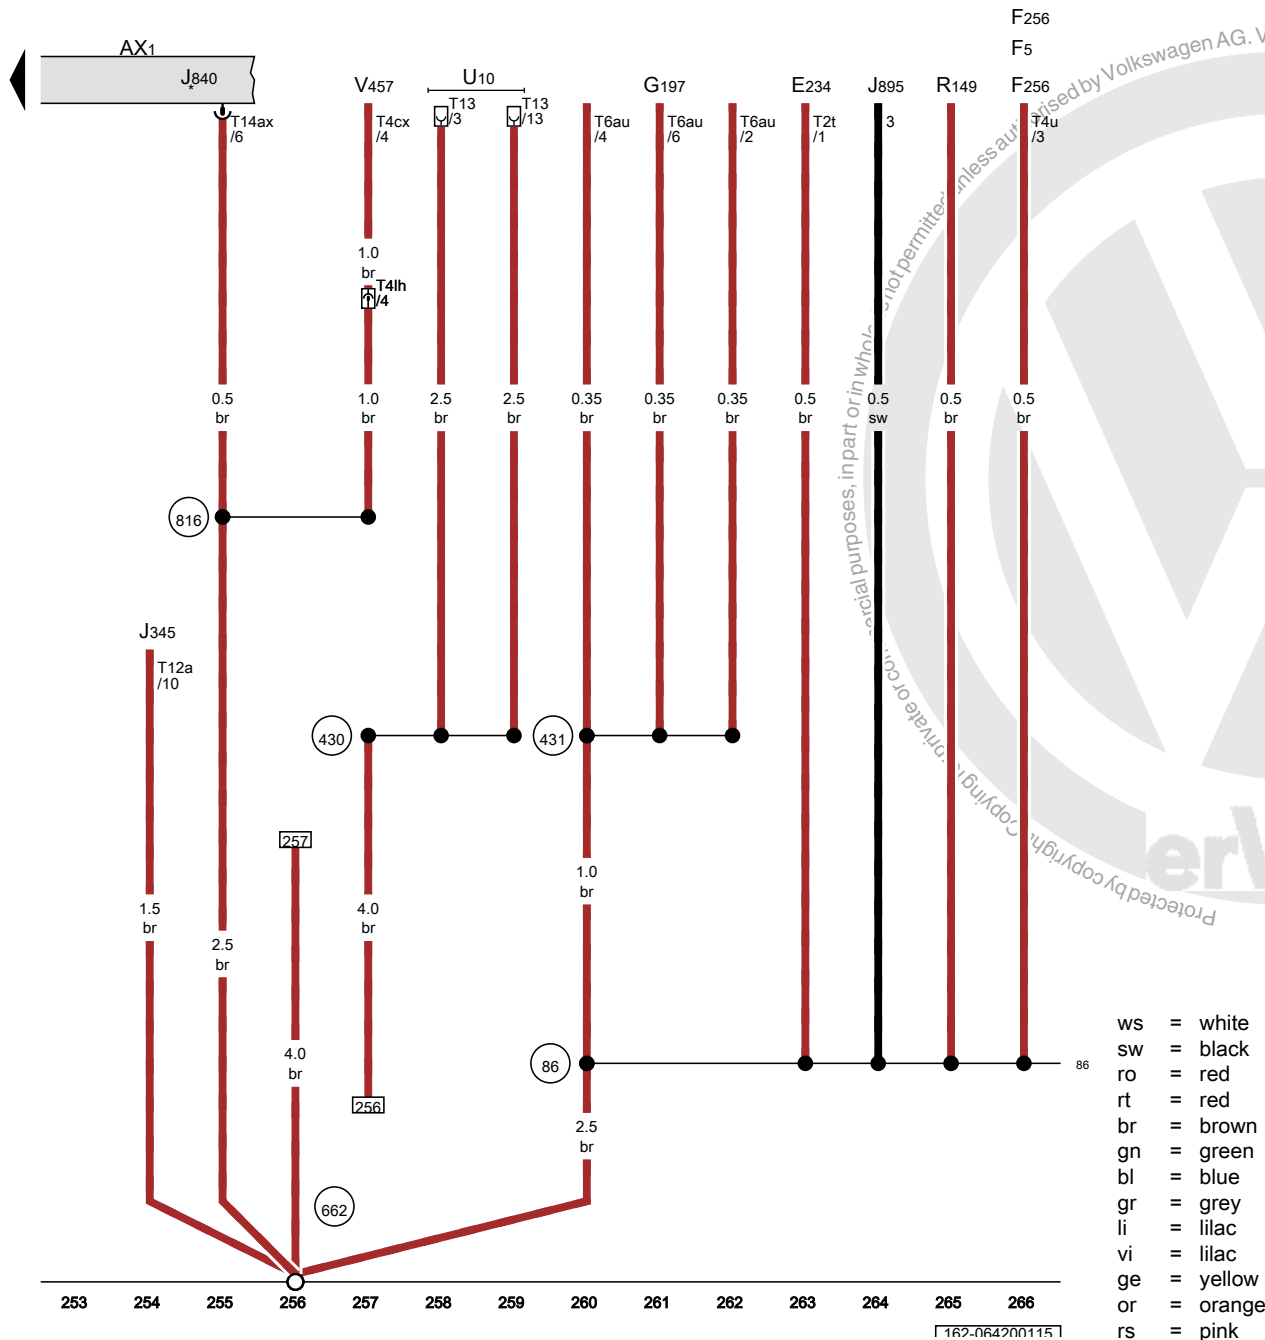 F256
F5
AX1
J840
*
V457
U10
G197
E234
J895
R149
F256
T14ax
/6
T4cx
/4
T13
/3
T13
/13
T6au
/4
T6au
/6
T6au
/2
T2t
/1
3
T4u
/3
1.0
br
T4lh
/4
0.5
br
1.0
br
2.5
br
2.5
br
0.35
br
0.35
br
0.35
br
0.5
br
0.5
sw
0.5
br
0.5
br
816
J345
T12a
/10
430
431
257
1.0
br
1.5
br
4.0
br
2.5
br
4.0
br
86
86
256
2.5
br
662
ws = white
sw = black
ro = red
rt = red
br = brown
gn = green
bl = blue
gr = grey
li = lilac
vi = lilac
ge = yellow
or = orange
rs = pink
253 254 255 256 257 258 259 260 261 262 263 264 265 266
162-064200115
Protected by copyright. Copying for private or commercial purposes, in part or in whole, is not permitted unless authorised by Volkswagen AG. V
erV